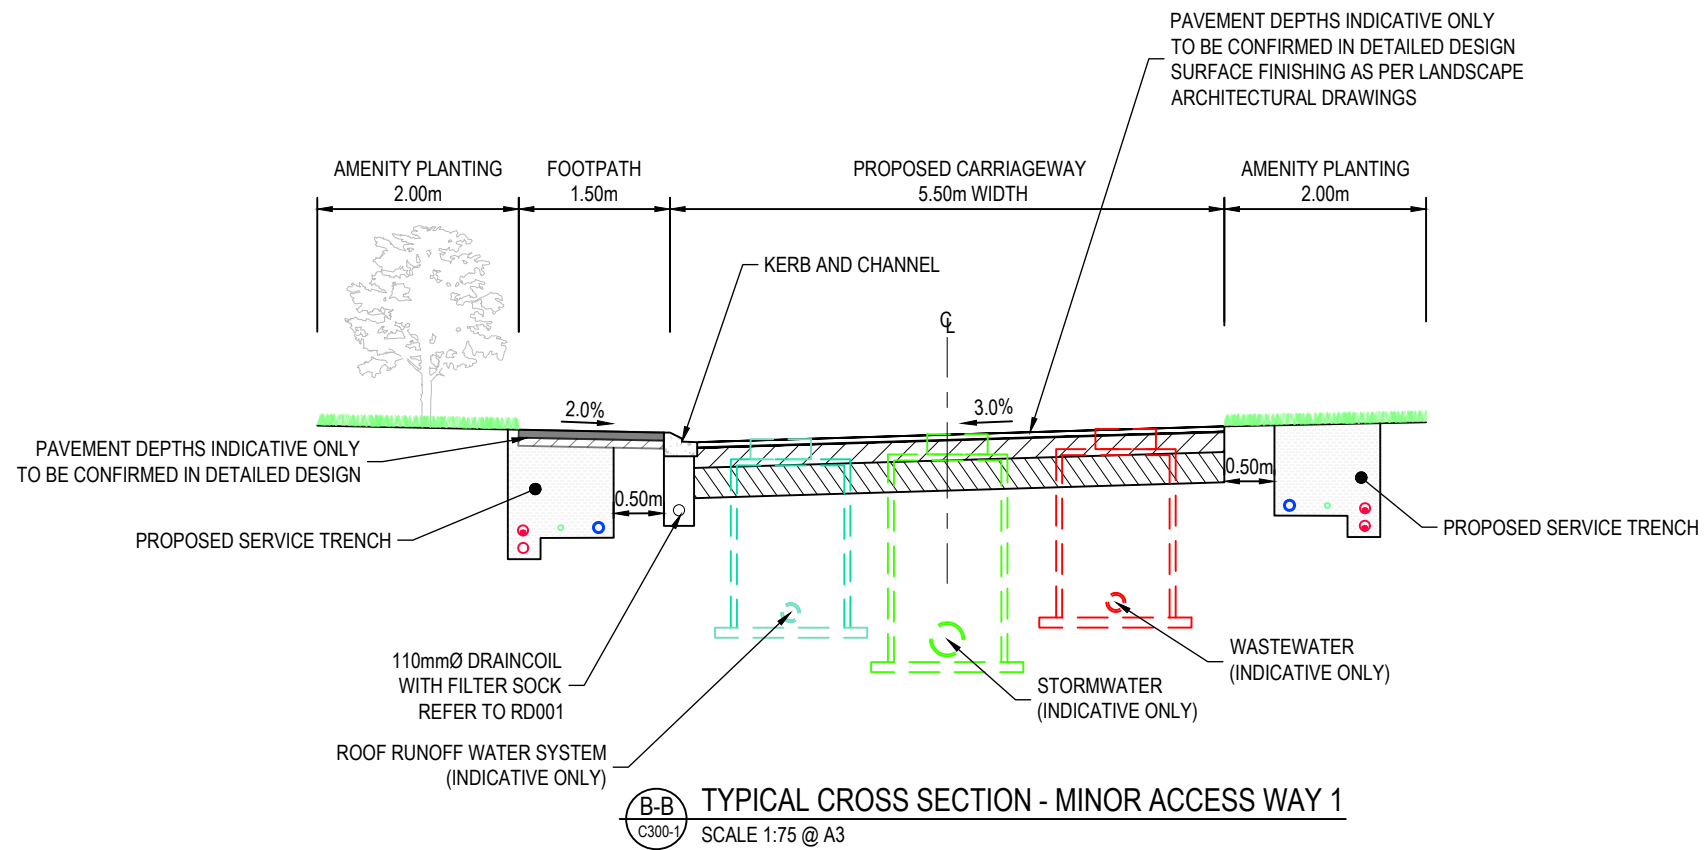 PAVEMENT DEPTHS INDICATIVE ONLY
TO BE CONFIRMED IN DETAILED DESIGN
SURFACE FINISHING AS PER LANDSCAPE
ARCHITECTURAL DRAWINGS
AMENITY PLANTING
2.00m
FOOTPATH
1.50m
PROPOSED CARRIAGEWAY
5.50m WIDTH
AMENITY PLANTING
2.00m
KERB AND CHANNEL
CL
2.0%
3.0%
PAVEMENT DEPTHS INDICATIVE ONLY
TO BE CONFIRMED IN DETAILED DESIGN
0.50m
0.50m
PROPOSED SERVICE TRENCH
PROPOSED SERVICE TRENCH
110mmØ DRAINCOIL
WITH FILTER SOCK
REFER TO RD001
WASTEWATER
(INDICATIVE ONLY)
STORMWATER
(INDICATIVE ONLY)
ROOF RUNOFF WATER SYSTEM
(INDICATIVE ONLY)
B-B
C300-1
TYPICAL CROSS SECTION - MINOR ACCESS WAY 1
SCALE 1:75 @ A3